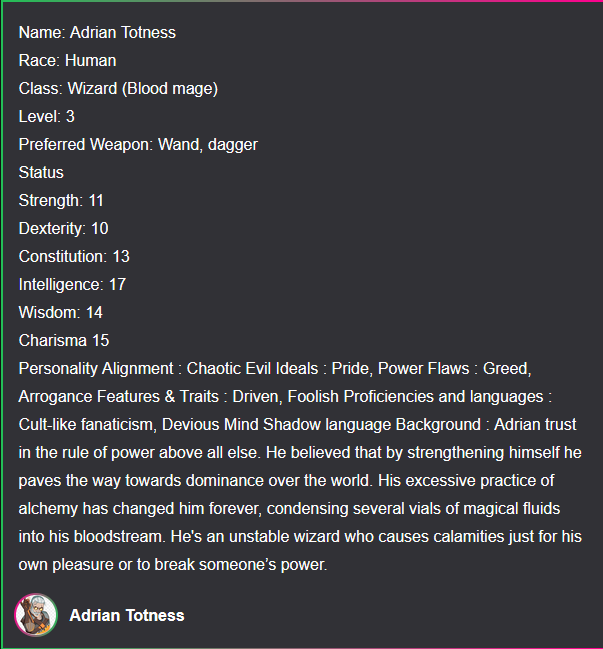 Name: Adrian Totness
Race: Human
Class: Wizard (Blood mage)
Level: 3
Preferred Weapon: Wand, dagger
Status
Strength: 11
Dexterity: 10
Constitution: 13
Intelligence: 17
Wisdom: 14
Charisma 15
Personality Alignment : Chaotic Evil Ideals : Pride, Power Flaws : Greed,
Arrogance Features & Traits : Driven, Foolish Proficiencies and languages :
Cult-like fanaticism, Devious Mind Shadow language Background : Adrian trust
in the rule of power above all else. He believed that by strengthening himself he
paves the way towards dominance over the world. His excessive practice of
alchemy has changed him forever, condensing several vials of magical fluids
into his bloodstream. He's an unstable wizard who causes calamities just for his
own pleasure or to break someone’s power.
Adrian Totness